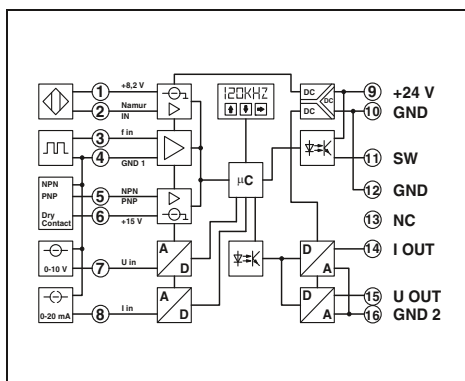 1 +8,2 V
2 Namur
IN
3 f in
4 GND 1
NPN
PNP
Dry
Contact
5 NPN
PNP
6 +15 V
0-10 V
7 U in
0-20 mA
8 I in
A
D
A
D
120KHZ
µC
DC
DC
DC
D
A
D
A
9 +24 V
10 GND
11 SW
12 GND
13 NC
14 I OUT
15 U OUT
16 GND 2